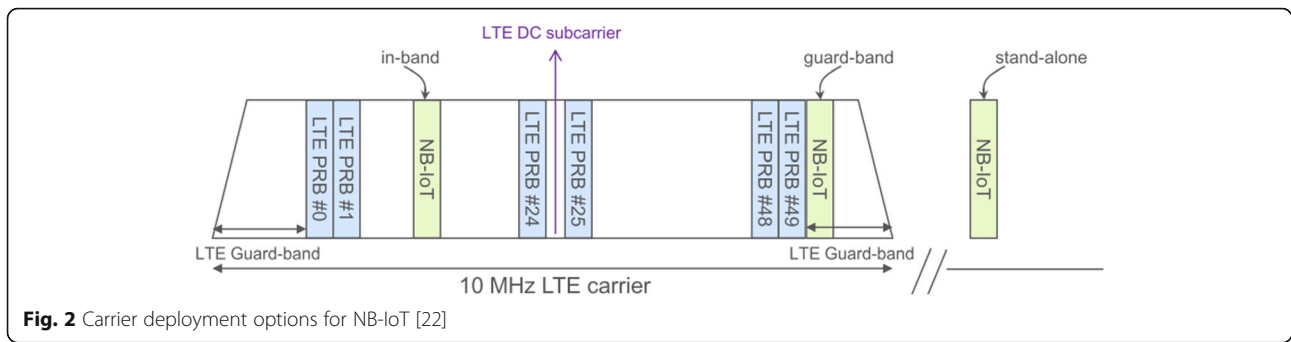 LTE DC subcarrier
in-band
guard-band
stand-alone
LTE PRB #0
LTE PRB #1
NB-IoT
LTE PRB #24
LTE PRB #25
LTE PRB #48
LTE PRB #49
NB-IoT
NB-IoT
LTE Guard-band
LTE Guard-band
10 MHz LTE carrier
Fig. 2 Carrier deployment options for NB-IoT [22]